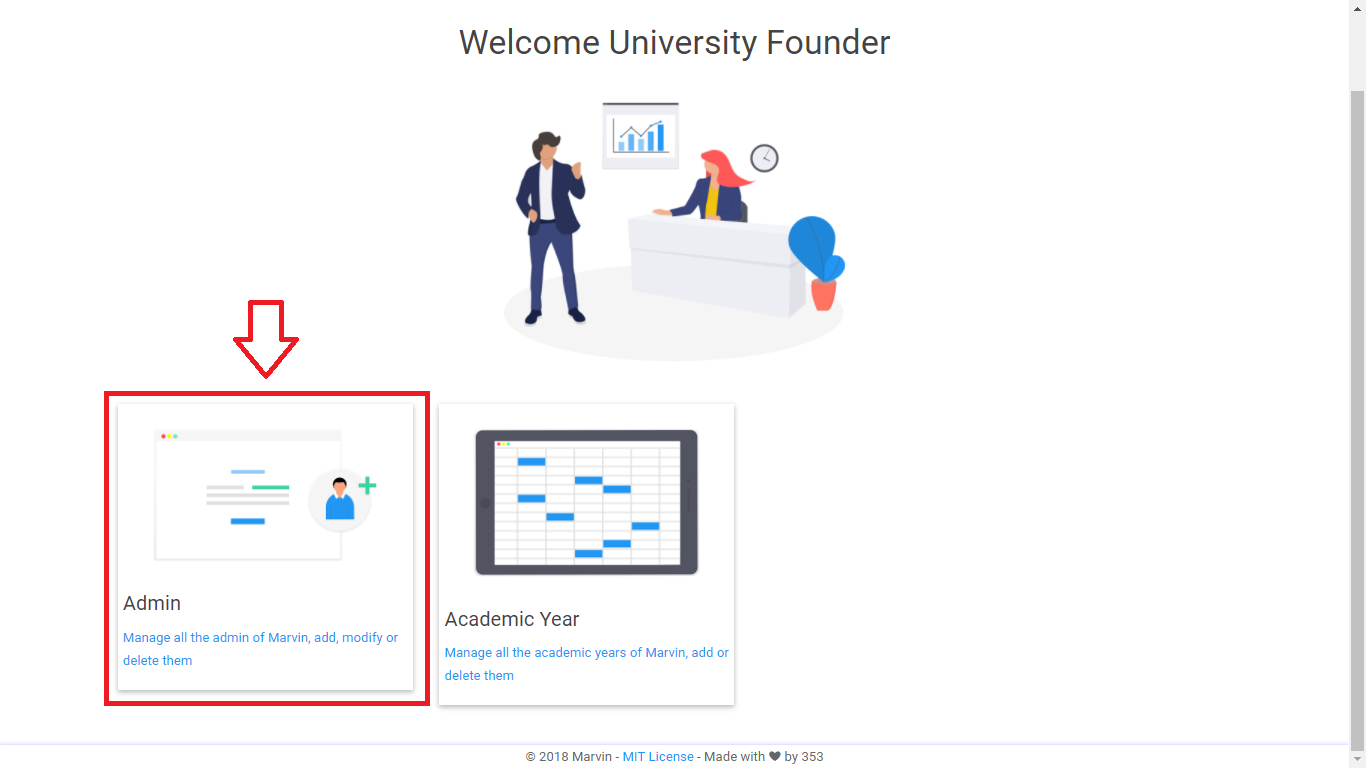 Welcome University Founder
Admin
Manage all the admin of Marvin, add, modify or
delete them
Academic Year
Manage all the academic years of Marvin, add or
delete them
© 2018 Marvin - MIT License - Made with ❤ by 353